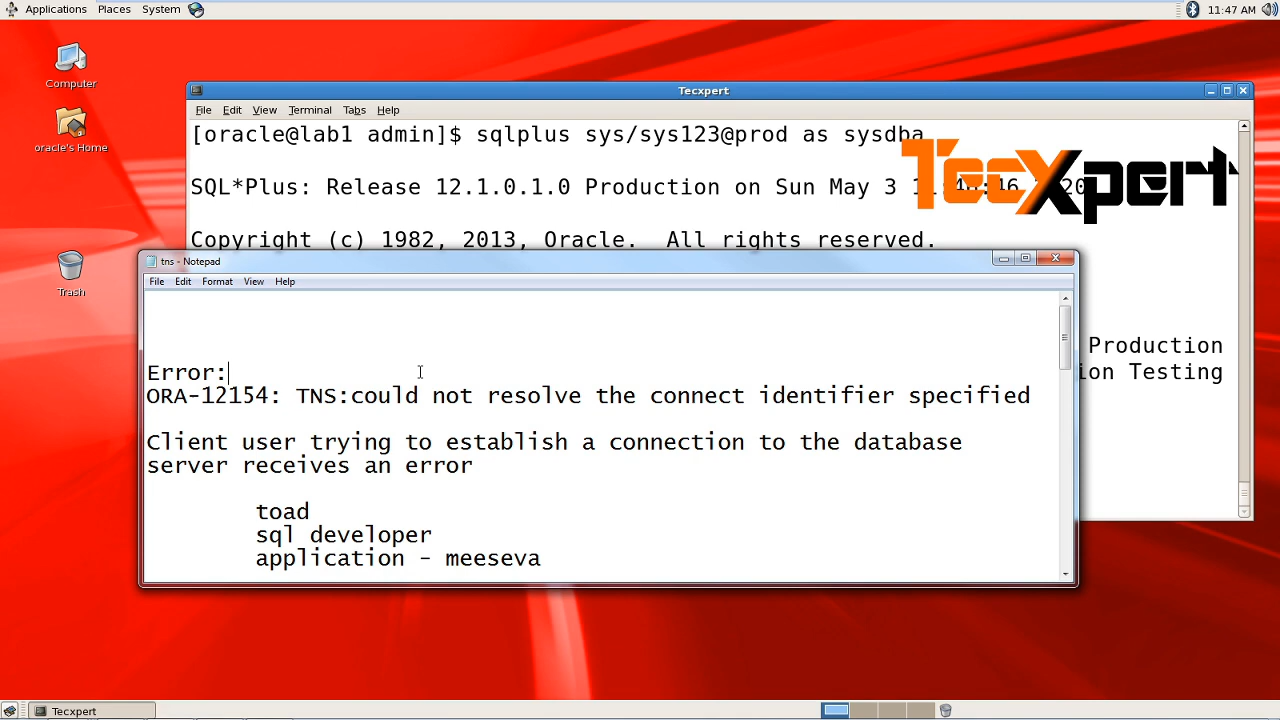 Applications Places System
11:47 AM
Computer
oracle's Home
Trash
Tecxpert
File Edit View Terminal Tabs Help
[oracle@lab1 admin]$ sqlplus sys/sys123@prod as sysdba
TecXpert
SQL*Plus: Release 12.1.0.1.0 Production on Sun May 3
Copyright (c) 1982, 2013, Oracle. All rights reserved.
Production
ion Testing
tns - Notepad
File Edit Format View Help
Error:
ORA-12154: TNS:could not resolve the connect identifier specified
Client user trying to establish a connection to the database
server receives an error
toad
sql developer
application - meeseva
Tecxpert